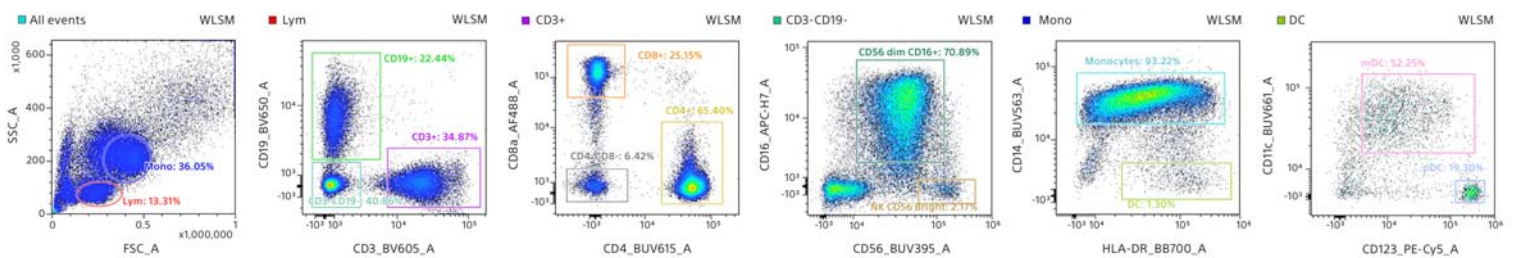 All events WLSM
x1,000
600
400
200
0
SSC_A
Mono: 36.05%
Lym: 13.31%
0 0.5 1
x1,000,000
FSC_A
Lym WLSM
CD19+: 22.44%
CD3+: 34.87%
CD3-CD19-: 40.86%
CD19_BV650_A
10⁴
10³
-10³
-10³ 10³ 10⁴ 10⁵
CD3_BV605_A
CD3+ WLSM
CD8+: 25.15%
CD4+: 65.40%
CD4-CD8-: 6.42%
CD8a_AF488_A
10⁵
10⁴
10³
-10³
-10³ 10⁴ 10⁵
CD4_BUV615_A
CD3-CD19- WLSM
CD56 dim CD16+: 70.89%
NK CD56 Bright: 2.17%
CD16_APC-H7_A
10⁵
10⁴
10³
-10³
-10³ 10³ 10⁴ 10⁵
CD56_BUV395_A
Mono WLSM
Monocytes: 93.22%
DC: 1.30%
CD14_BUV563_A
10⁵
10⁴
-10³
-10³ 10⁴ 10⁵ 10⁶
HLA-DR_BB700_A
DC WLSM
mDC: 52.25%
pDC: 19.30%
CD11c_BUV661_A
10⁵
10⁴
-10³
-10³ 10⁴ 10⁵ 10⁶
CD123_PE-Cy5_A